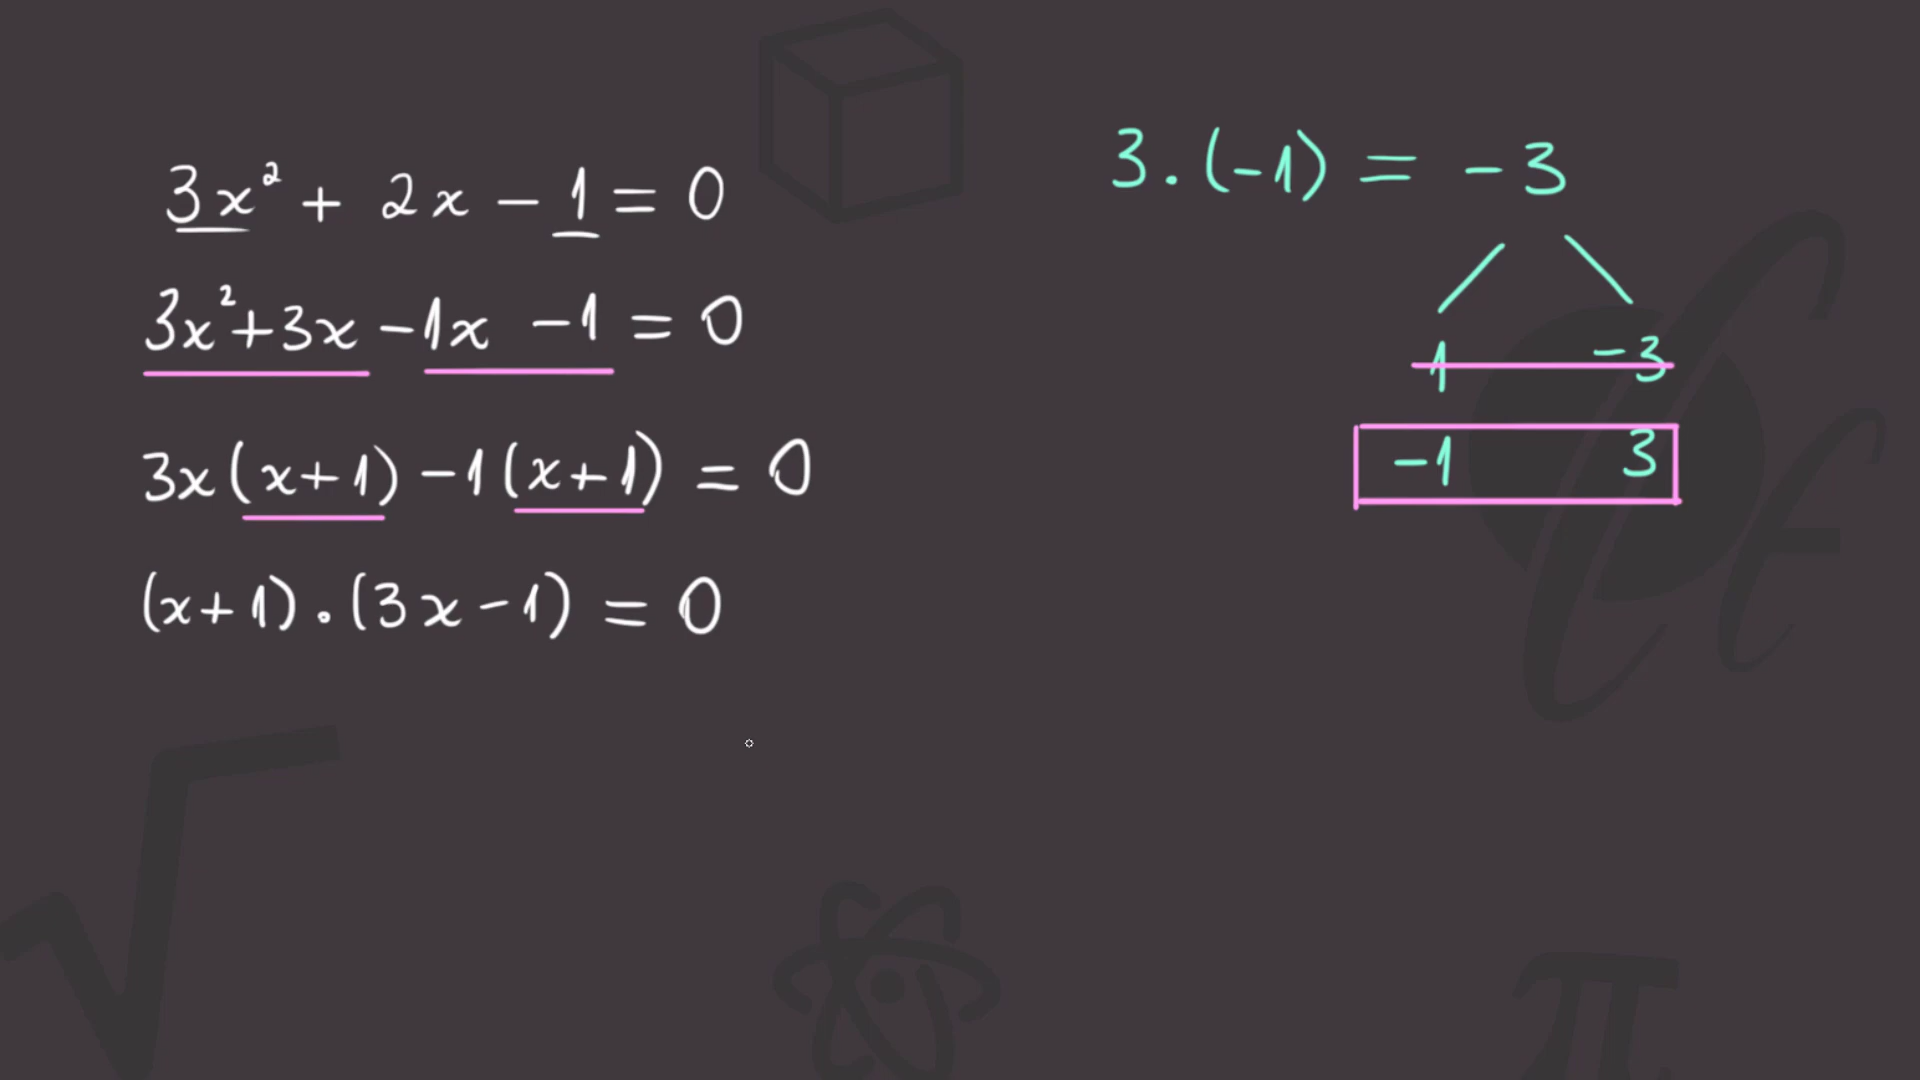 3x² + 2x - 1 = 0
3x²+3x -1x -1 = 0
3x(x+1) -1(x+1) = 0
(x+1).(3x-1) = 0
3.(-1) = -3
1 -3
-1 3